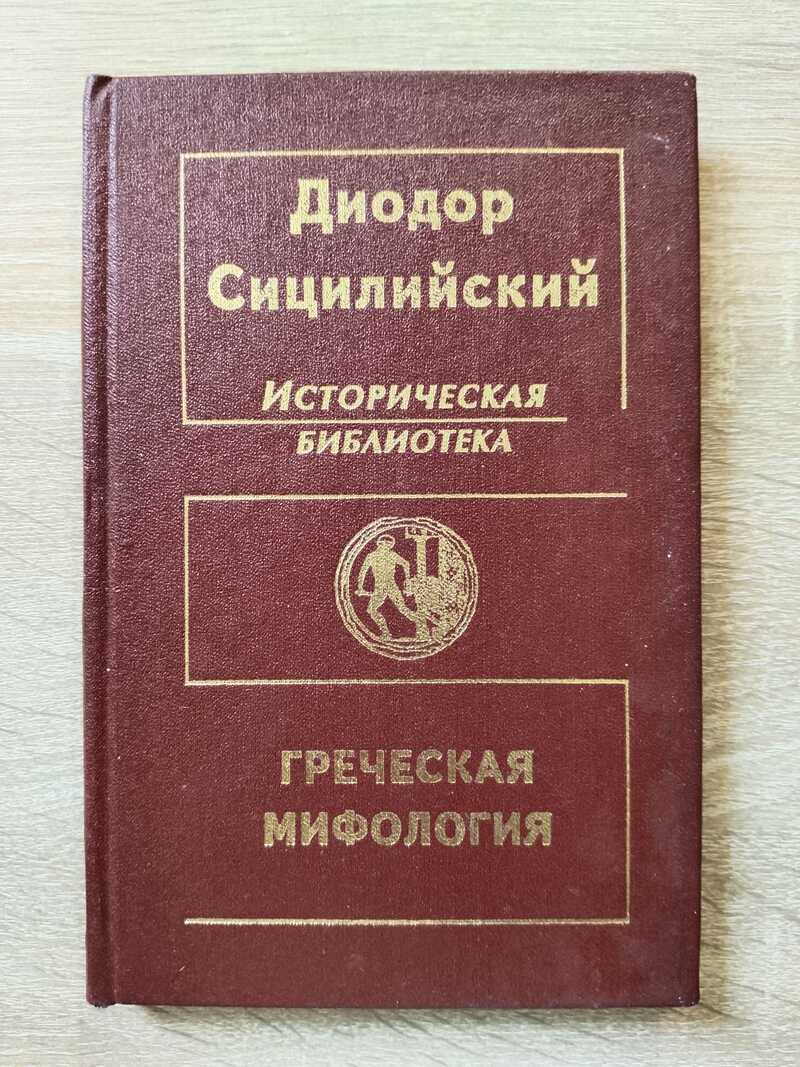 Диодор
Сицилийский
Историческая
библиотека
ГРЕЧЕСКАЯ
МИФОЛОГИЯ